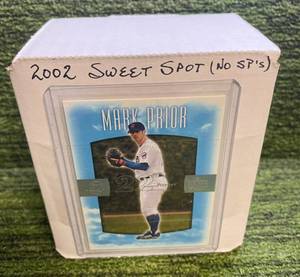 2002 SWEET SPOT (NO SP'S)
MARK PRIOR